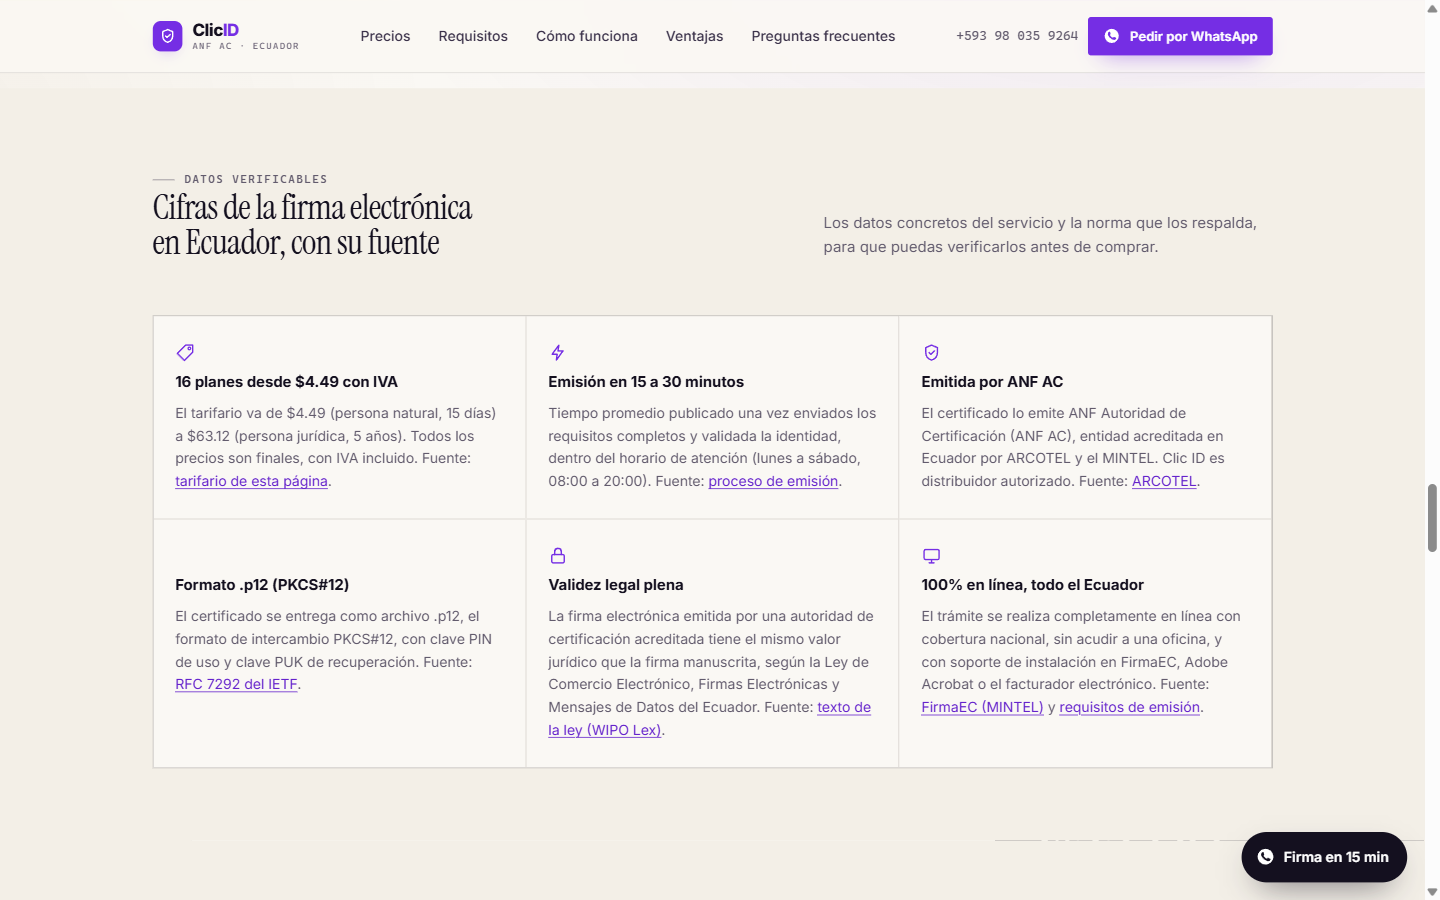 ClicID
ANF AC · ECUADOR
Precios
Requisitos
Cómo funciona
Ventajas
Preguntas frecuentes
+593 98 035 9264
Pedir por WhatsApp
DATOS VERIFICABLES
Cifras de la firma electrónica
en Ecuador, con su fuente
Los datos concretos del servicio y la norma que los respalda,
para que puedas verificarlos antes de comprar.
16 planes desde $4.49 con IVA
El tarifario va de $4.49 (persona natural, 15 días)
a $63.12 (persona jurídica, 5 años). Todos los
precios son finales, con IVA incluido. Fuente:
tarifario de esta página.
Emisión en 15 a 30 minutos
Tiempo promedio publicado una vez enviados los
requisitos completos y validada la identidad,
dentro del horario de atención (lunes a sábado,
08:00 a 20:00). Fuente: proceso de emisión.
Emitida por ANF AC
El certificado lo emite ANF Autoridad de
Certificación (ANF AC), entidad acreditada en
Ecuador por ARCOTEL y el MINTEL. Clic ID es
distribuidor autorizado. Fuente: ARCOTEL.
Formato .p12 (PKCS#12)
El certificado se entrega como archivo .p12, el
formato de intercambio PKCS#12, con clave PIN
de uso y clave PUK de recuperación. Fuente:
RFC 7292 del IETF.
Validez legal plena
La firma electrónica emitida por una autoridad de
certificación acreditada tiene el mismo valor
jurídico que la firma manuscrita, según la Ley de
Comercio Electrónico, Firmas Electrónicas y
Mensajes de Datos del Ecuador. Fuente: texto de
la ley (WIPO Lex).
100% en línea, todo el Ecuador
El trámite se realiza completamente en línea con
cobertura nacional, sin acudir a una oficina, y
con soporte de instalación en FirmaEC, Adobe
Acrobat o el facturador electrónico. Fuente:
FirmaEC (MINTEL) y requisitos de emisión.
Firma en 15 min